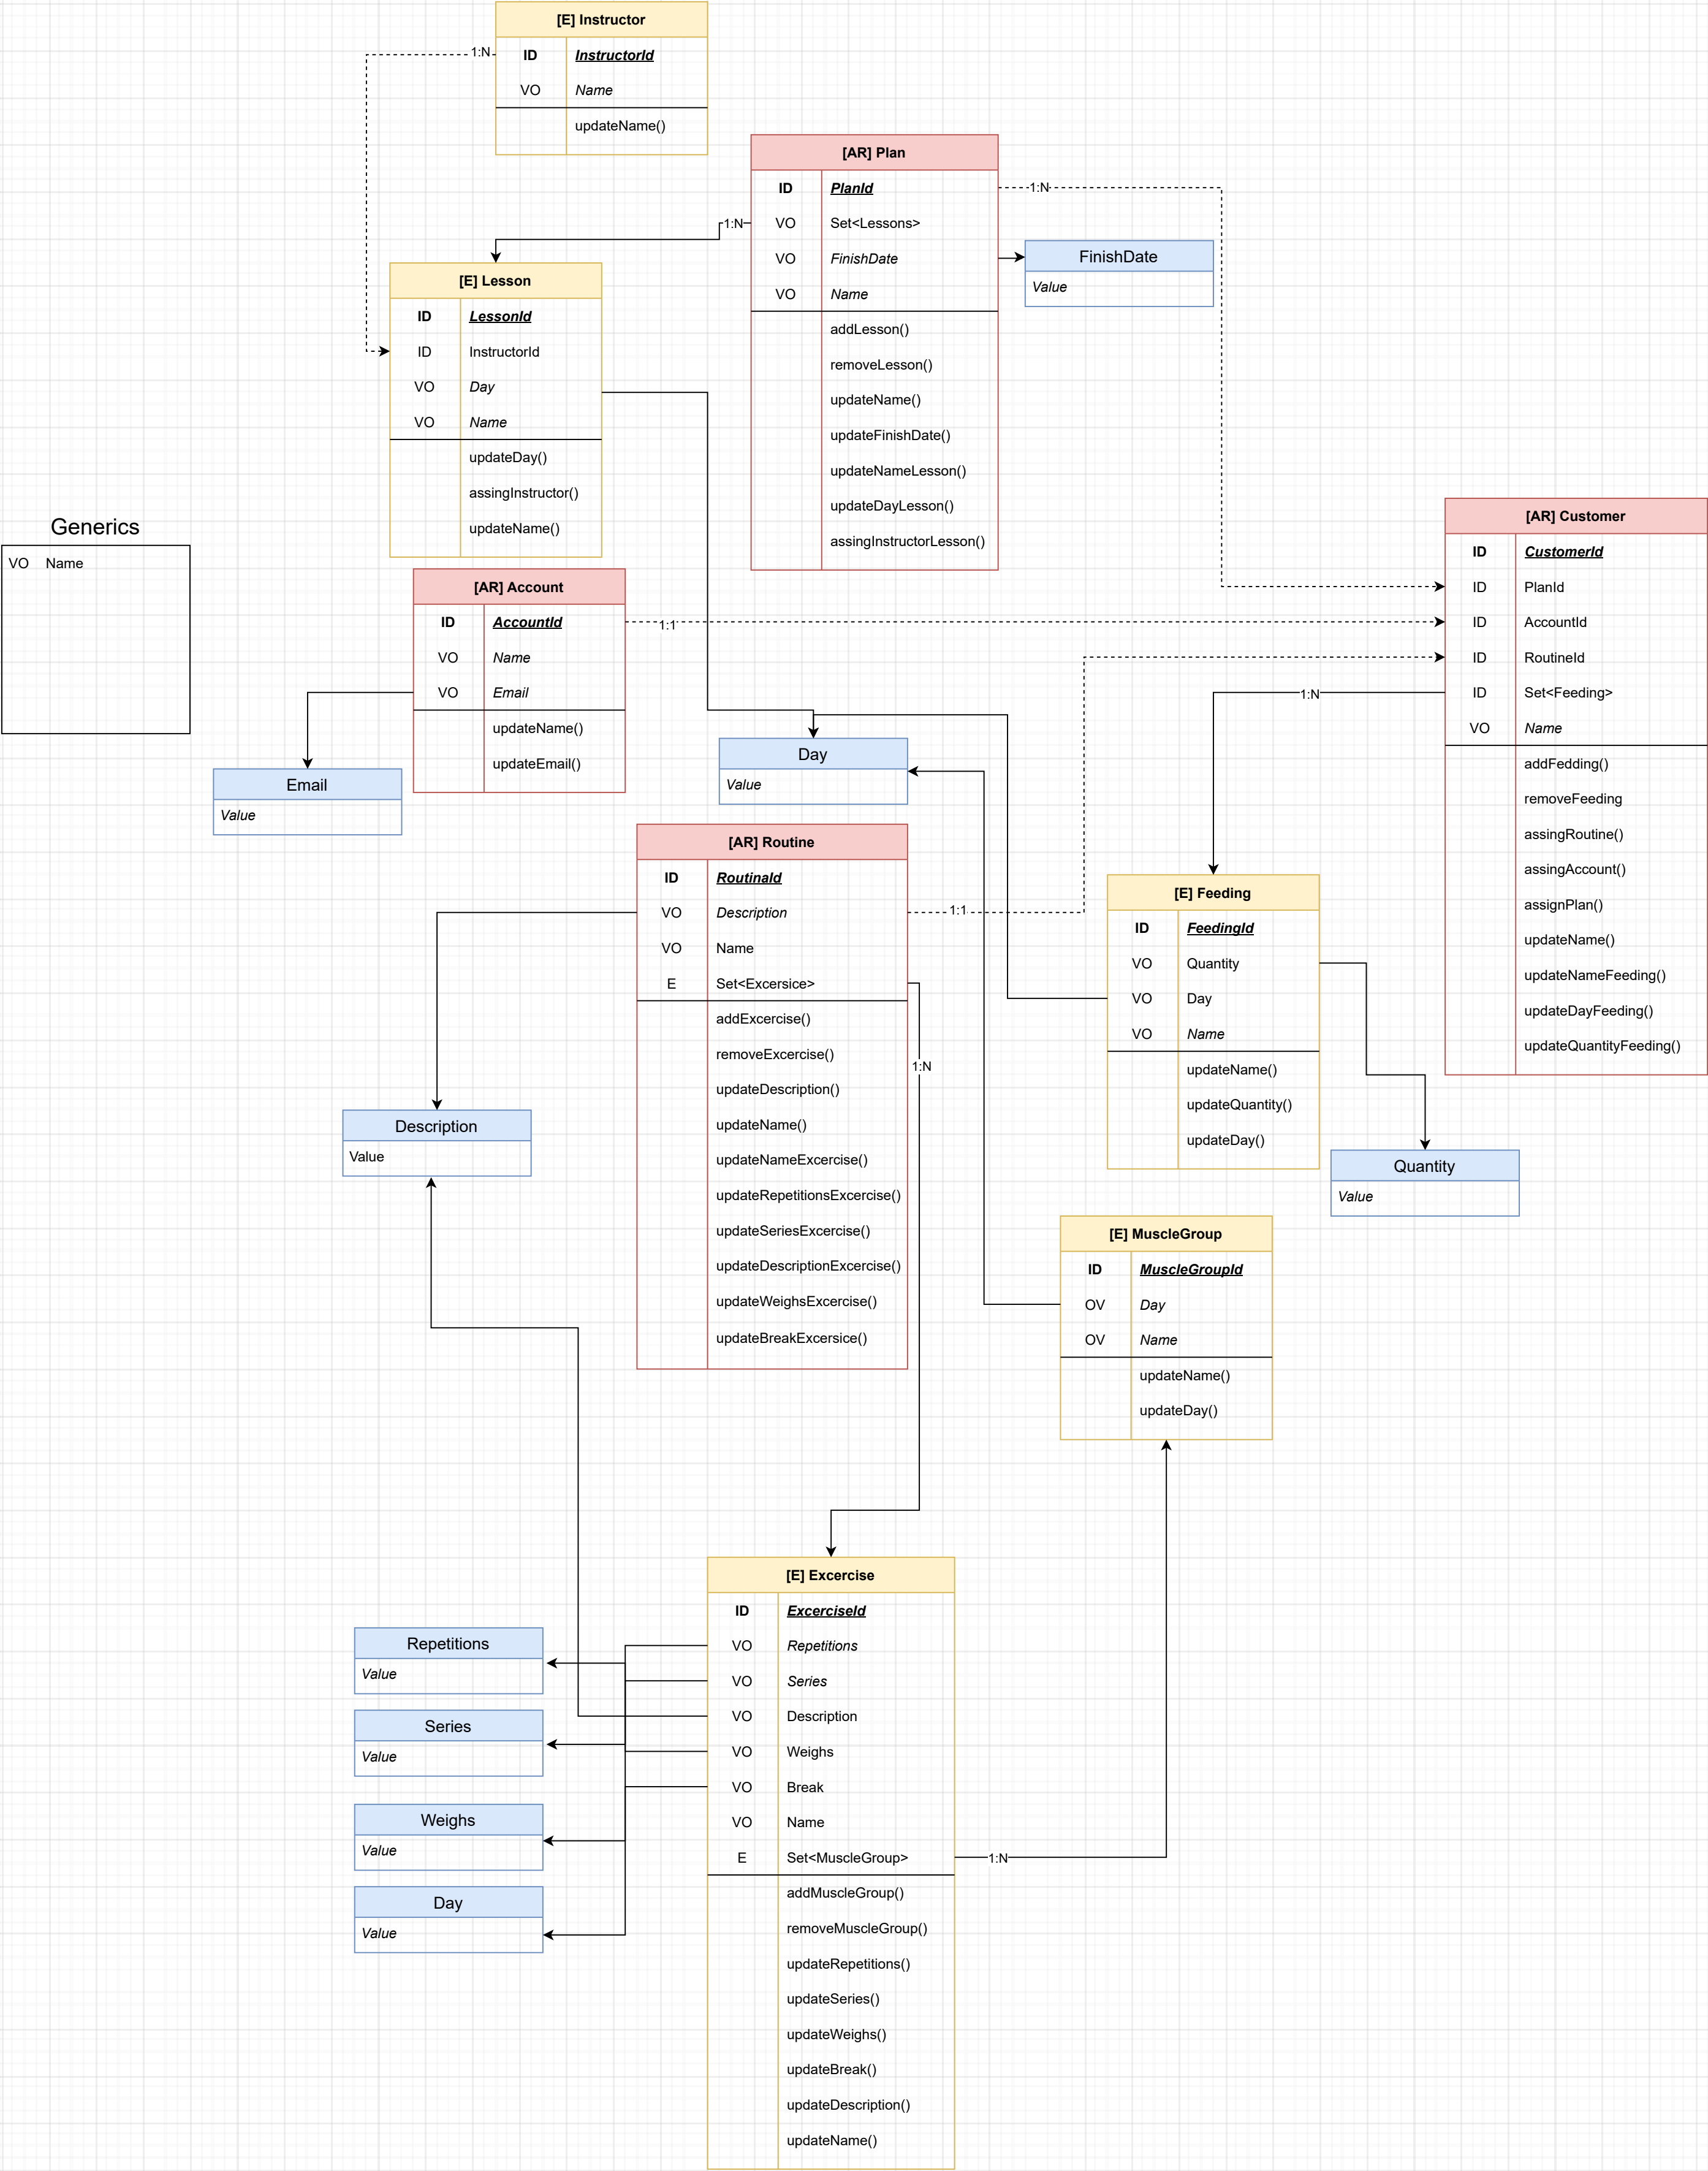 [E] Instructor
ID InstructorId
VO Name
updateName()
1:N
[AR] Plan
ID PlanId
VO Set<Lessons>
VO FinishDate
VO Name
addLesson()
removeLesson()
updateName()
updateFinishDate()
updateNameLesson()
updateDayLesson()
assingInstructorLesson()
1:N
1:N
FinishDate
Value
[E] Lesson
ID LessonId
ID InstructorId
VO Day
VO Name
updateDay()
assingInstructor()
updateName()
Generics
VO Name
[AR] Account
ID AccountId
VO Name
VO Email
updateName()
updateEmail()
1:1
Email
Value
Day
Value
[AR] Customer
ID CustomerId
ID PlanId
ID AccountId
ID RoutineId
ID Set<Feeding>
VO Name
addFedding()
removeFeeding
assingRoutine()
assingAccount()
assignPlan()
updateName()
updateNameFeeding()
updateDayFeeding()
updateQuantityFeeding()
1:N
[AR] Routine
ID RoutinaId
VO Description
VO Name
E Set<Excersice>
addExcercise()
removeExcercise()
updateDescription()
updateName()
updateNameExcercise()
updateRepetitionsExcercise()
updateSeriesExcercise()
updateDescriptionExcercise()
updateWeighsExcercise()
updateBreakExcersice()
1:1
1:N
[E] Feeding
ID FeedingId
VO Quantity
VO Day
VO Name
updateName()
updateQuantity()
updateDay()
Description
Value
Quantity
Value
[E] MuscleGroup
ID MuscleGroupId
OV Day
OV Name
updateName()
updateDay()
[E] Excercise
ID ExcerciseId
VO Repetitions
VO Series
VO Description
VO Weighs
VO Break
VO Name
E Set<MuscleGroup>
addMuscleGroup()
removeMuscleGroup()
updateRepetitions()
updateSeries()
updateWeighs()
updateBreak()
updateDescription()
updateName()
1:N
Repetitions
Value
Series
Value
Weighs
Value
Day
Value